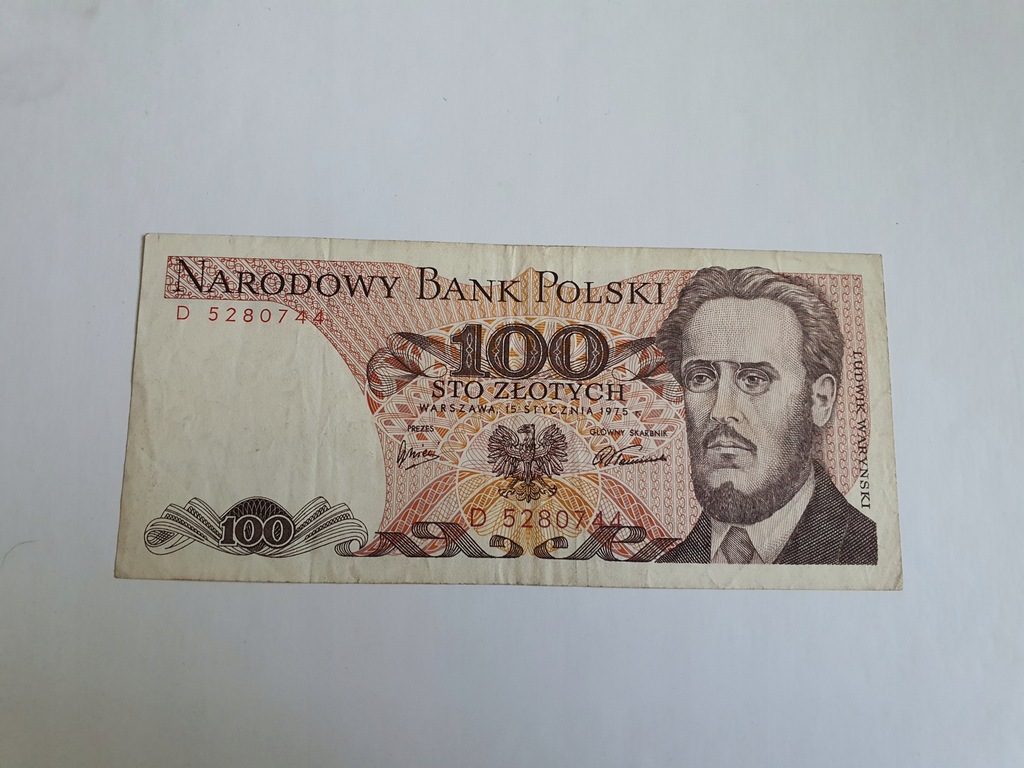 NARODOWY BANK POLSKI
D 5280744
100
STO ZŁOTYCH
WARSZAWA, 15 STYCZNIA 1975 r.
PREZES
GŁÓWNY SKARBNIK
LUDWIK WARYŃSKI
100
D 5280744